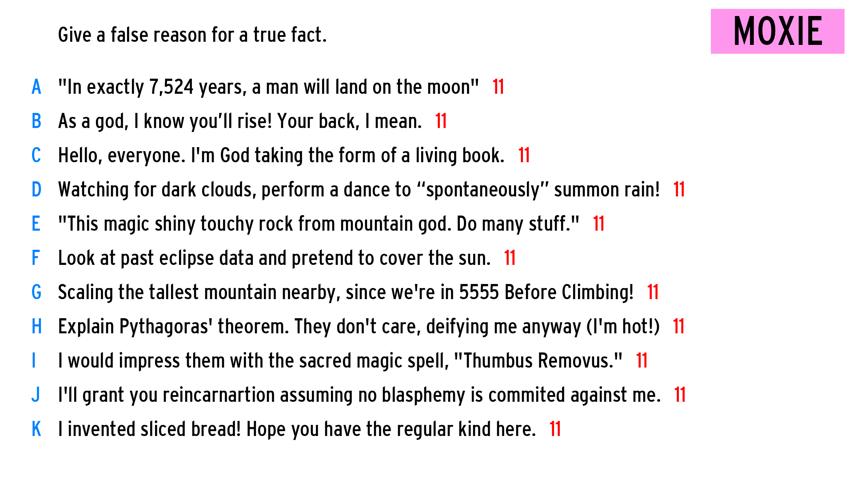 Give a false reason for a true fact.
MOXIE
A "In exactly 7,524 years, a man will land on the moon" 11
B As a god, I know you’ll rise! Your back, I mean. 11
C Hello, everyone. I'm God taking the form of a living book. 11
D Watching for dark clouds, perform a dance to “spontaneously” summon rain! 11
E "This magic shiny touchy rock from mountain god. Do many stuff." 11
F Look at past eclipse data and pretend to cover the sun. 11
G Scaling the tallest mountain nearby, since we're in 5555 Before Climbing! 11
H Explain Pythagoras' theorem. They don't care, deifying me anyway (I'm hot!) 11
I I would impress them with the sacred magic spell, "Thumbus Removus." 11
J I'll grant you reincarnartion assuming no blasphemy is commited against me. 11
K I invented sliced bread! Hope you have the regular kind here. 11